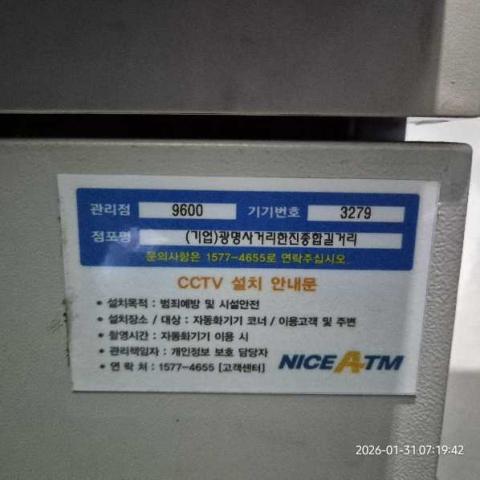 관리점 9600 기기번호 3279
점포명 (기업)광명사거리한진종합길거리
문의사항은 1577-4655로 연락주십시오
CCTV 설치 안내문
• 설치목적 : 범죄예방 및 시설안전
• 설치장소 / 대상 : 자동화기기 코너 / 이용고객 및 주변
• 촬영시간 : 자동화기기 이용 시
• 관리책임자 : 개인정보 보호 담당자
• 연 락 처 : 1577-4655 [고객센터]
NICE ATM
2026-01-31 07:19:42